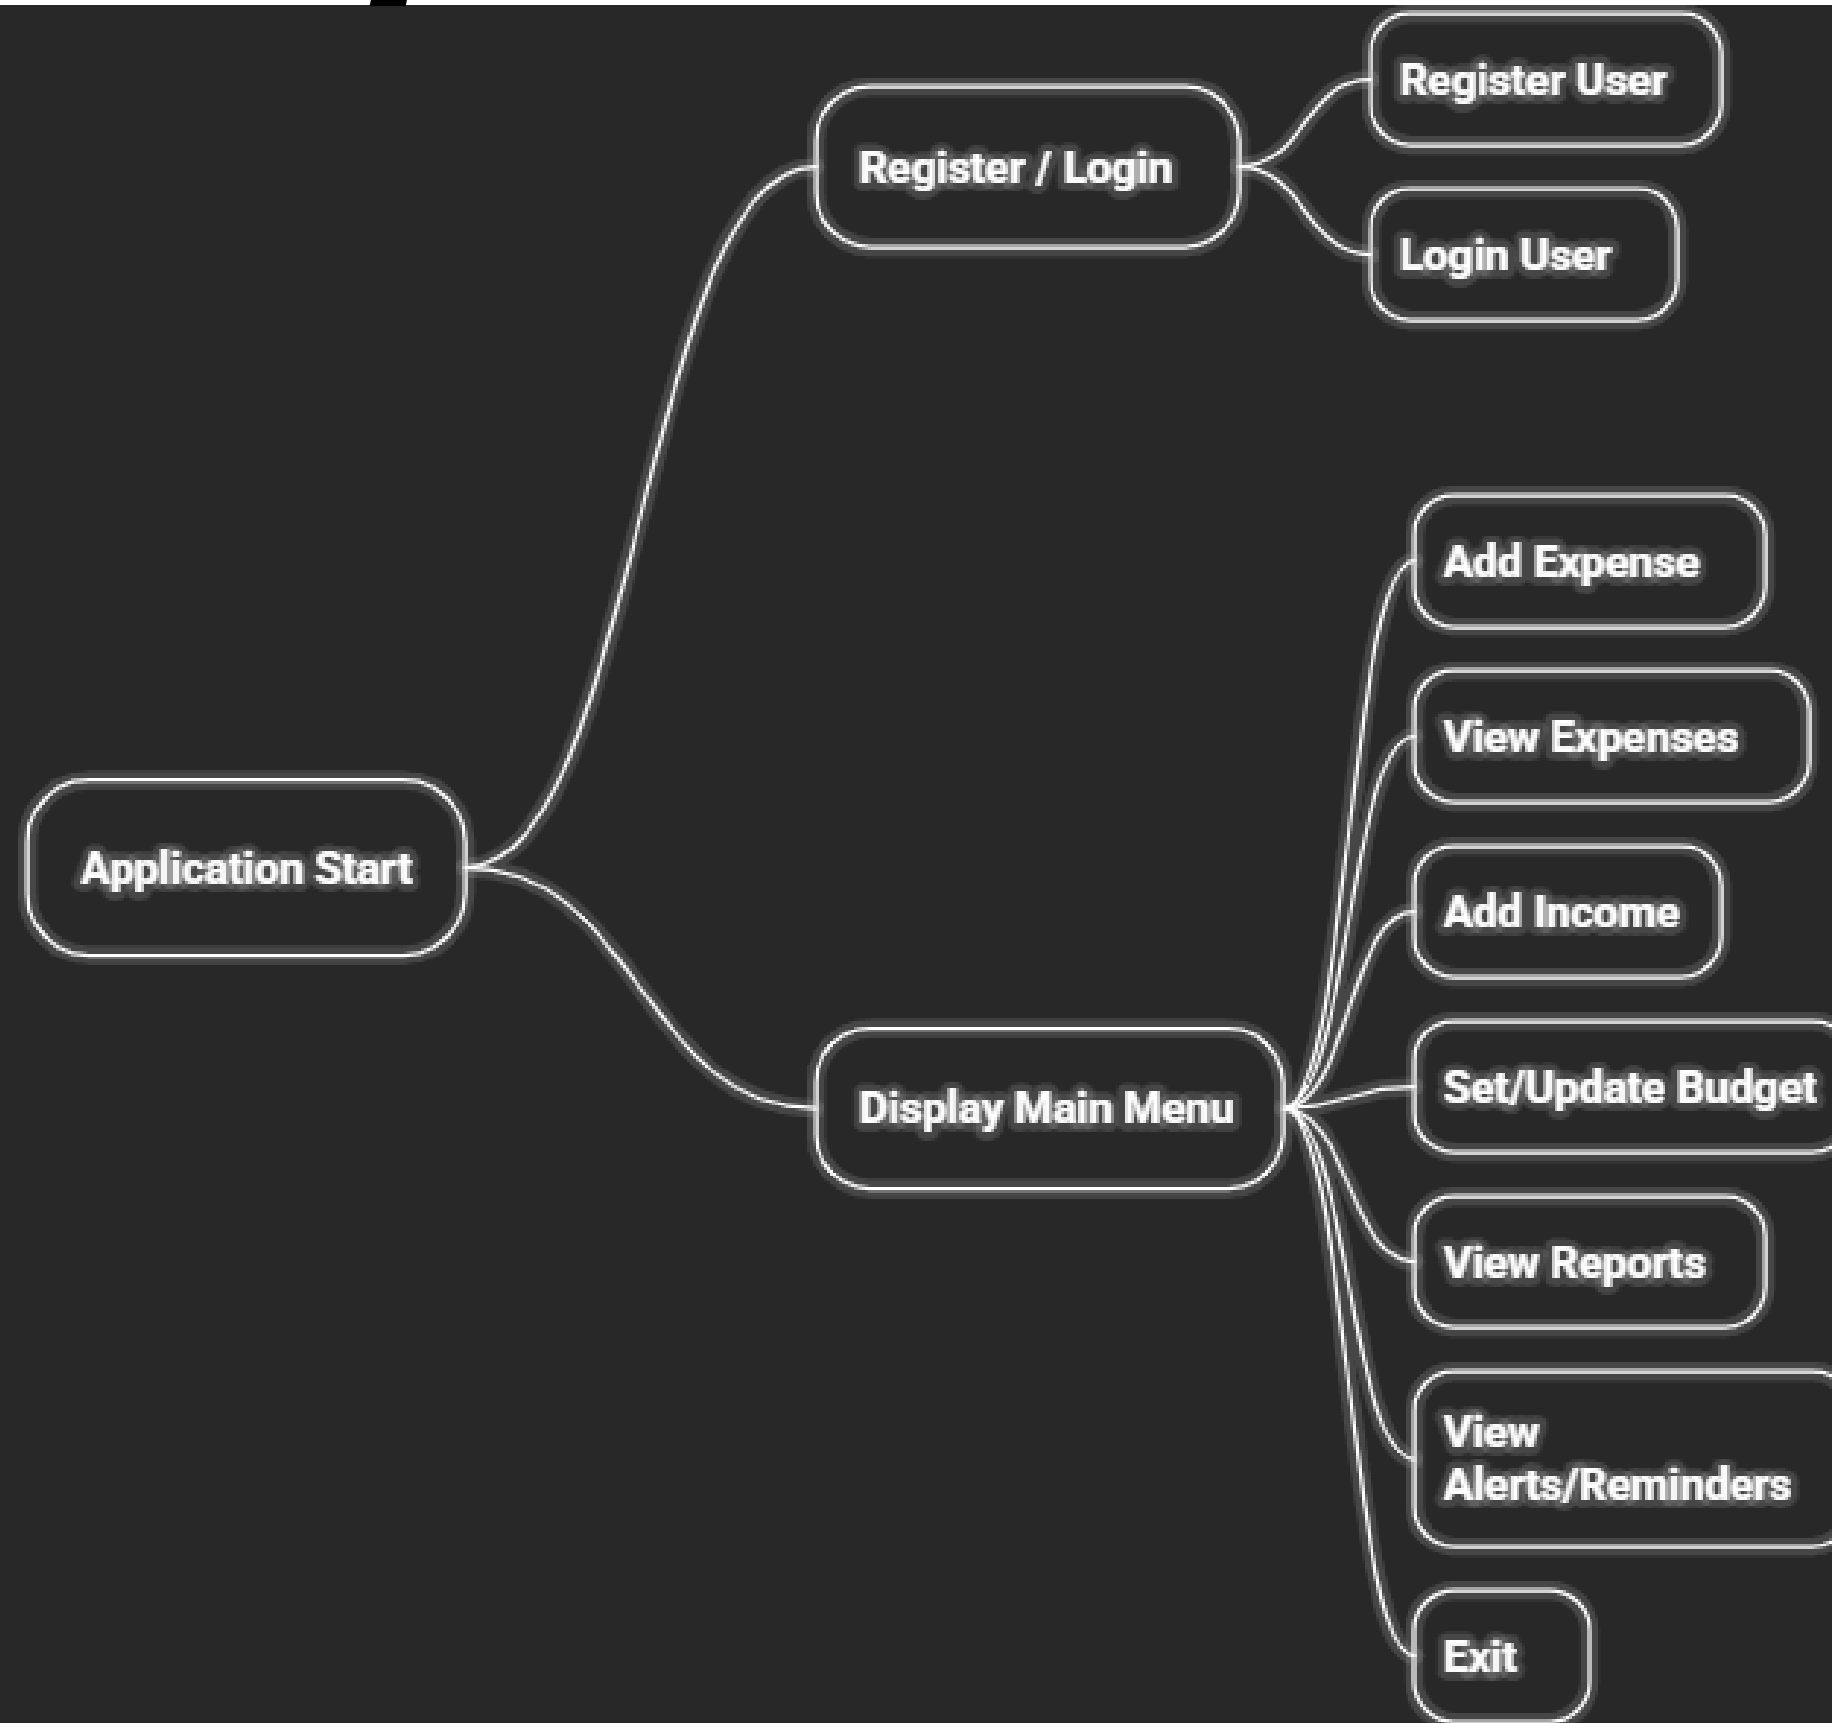 Register User
Register / Login
Login User
Add Expense
View Expenses
Application Start
Add Income
Set/Update Budget
Display Main Menu
View Reports
View
Alerts/Reminders
Exit